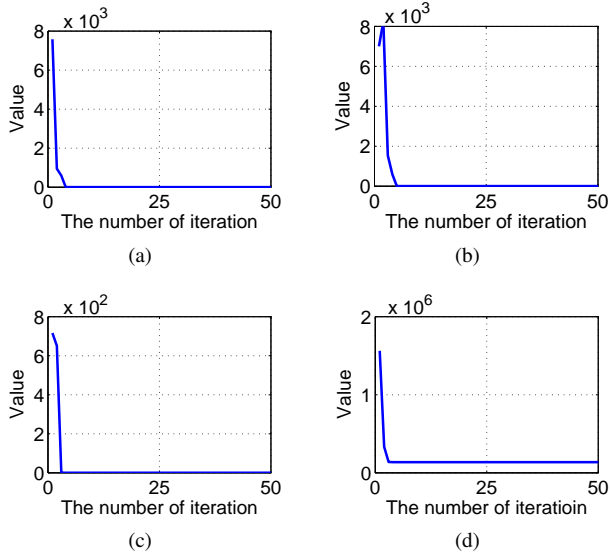 x 10^3
8
6
4
2
0
0 25 50
Value
The number of iteration
(a)
x 10^3
8
6
4
2
0
0 25 50
Value
The number of iteration
(b)
x 10^2
8
6
4
2
0
0 25 50
Value
The number of iteration
(c)
x 10^6
2
1
0
0 25 50
Value
The number of iteratioin
(d)